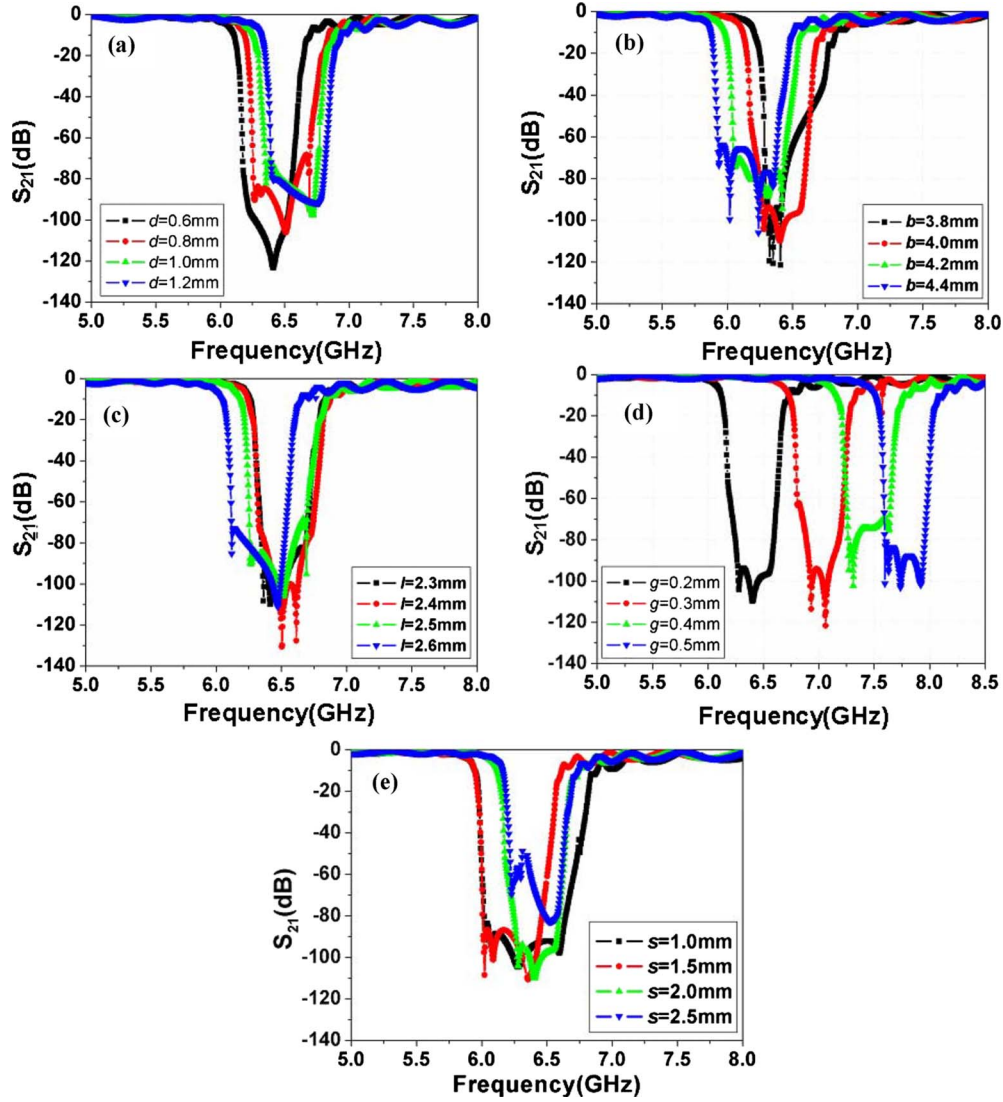 (a)
0
-20
-40
-60
-80
-100
-120
-140
S21(dB)
d=0.6mm
d=0.8mm
d=1.0mm
d=1.2mm
5.0 5.5 6.0 6.5 7.0 7.5 8.0
Frequency(GHz)
(b)
0
-20
-40
-60
-80
-100
-120
-140
S21(dB)
b=3.8mm
b=4.0mm
b=4.2mm
b=4.4mm
5.0 5.5 6.0 6.5 7.0 7.5 8.0
Frequency(GHz)
(c)
0
-20
-40
-60
-80
-100
-120
-140
S21(dB)
l=2.3mm
l=2.4mm
l=2.5mm
l=2.6mm
5.0 5.5 6.0 6.5 7.0 7.5 8.0
Frequency(GHz)
(d)
0
-20
-40
-60
-80
-100
-120
-140
S21(dB)
g=0.2mm
g=0.3mm
g=0.4mm
g=0.5mm
5.0 5.5 6.0 6.5 7.0 7.5 8.0 8.5
Frequency(GHz)
(e)
0
-20
-40
-60
-80
-100
-120
-140
S21(dB)
s=1.0mm
s=1.5mm
s=2.0mm
s=2.5mm
5.0 5.5 6.0 6.5 7.0 7.5 8.0
Frequency(GHz)